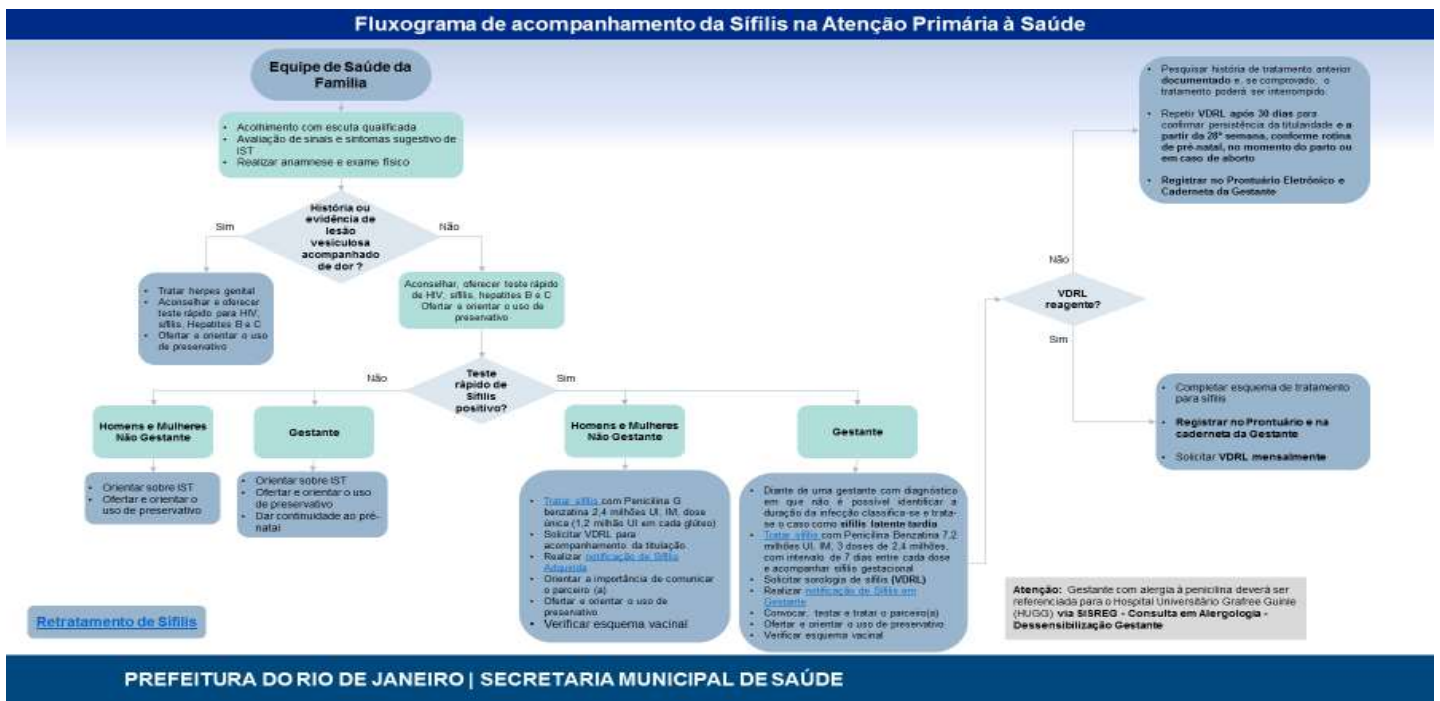 Fluxograma de acompanhamento da Sífilis na Atenção Primária à Saúde
Equipe de Saúde da
Família
• Acolhimento com escuta qualificada
• Avaliação de sinais e sintomas sugestivo de
IST
• Realizar anamnese e exame físico
História ou
evidência de
lesão
vesiculosa
acompanhado
de dor ?
Sim
Não
• Tratar herpes genital
• Aconselhar e oferecer
teste rápido para HIV,
sífilis, Hepatites B e C
• Ofertar e orientar o uso
de preservativo
Aconselhar, oferecer teste rápido
de HIV, sífilis, hepatites B e C
Ofertar e orientar o uso de
preservativo
Teste
rápido de
Sífilis
positivo?
Não
Sim
Homens e Mulheres
Não Gestante
Gestante
Homens e Mulheres
Não Gestante
Gestante
• Orientar sobre IST
• Ofertar e orientar o
uso de preservativo
• Orientar sobre IST
• Ofertar e orientar o uso
de preservativo
• Dar continuidade ao pré-
natal
• Tratar sífilis com Penicilina G
benzatina 2,4 milhões UI, IM, dose
única (1,2 milhão UI em cada glúteo)
• Solicitar VDRL para
acompanhamento da titulação
• Realizar notificação de Sífilis
Adquirida
• Orientar a importância de comunicar
o parceiro (a)
• Ofertar e orientar o uso de
preservativo
• Verificar esquema vacinal
• Diante de uma gestante com diagnóstico
em que não é possível identificar a
duração da infecção classifica-se e trata-
se o caso como sífilis latente tardia
• Tratar sífilis com Penicilina Benzatina 7,2
milhões UI, IM, 3 doses de 2,4 milhões,
com intervalo de 7 dias entre cada dose
e acompanhar sífilis gestacional
• Solicitar sorologia de sífilis (VDRL)
• Realizar notificação de Sífilis em
Gestante
• Convocar, testar e tratar o parceiro(a)
• Ofertar e orientar o uso de preservativo
• Verificar esquema vacinal
VDRL
reagente?
Não
Sim
• Pesquisar história de tratamento anterior
documentado e, se comprovado, o
tratamento poderá ser interrompido.
• Repetir VDRL após 30 dias para
confirmar persistência da titularidade e a
partir da 28ª semana, conforme rotina
de pré-natal, no momento do parto ou
em caso de aborto
• Registrar no Prontuário Eletrônico e
Caderneta da Gestante
• Completar esquema de tratamento
para sífilis
• Registrar no Prontuário e na
caderneta da Gestante
• Solicitar VDRL mensalmente
Atenção: Gestante com alergia à penicilina deverá ser
referenciada para o Hospital Universitário Grafree Guinle
(HUGG) via SISREG - Consulta em Alergologia -
Dessensibilização Gestante
Retratamento de Sífilis
PREFEITURA DO RIO DE JANEIRO | SECRETARIA MUNICIPAL DE SAÚDE